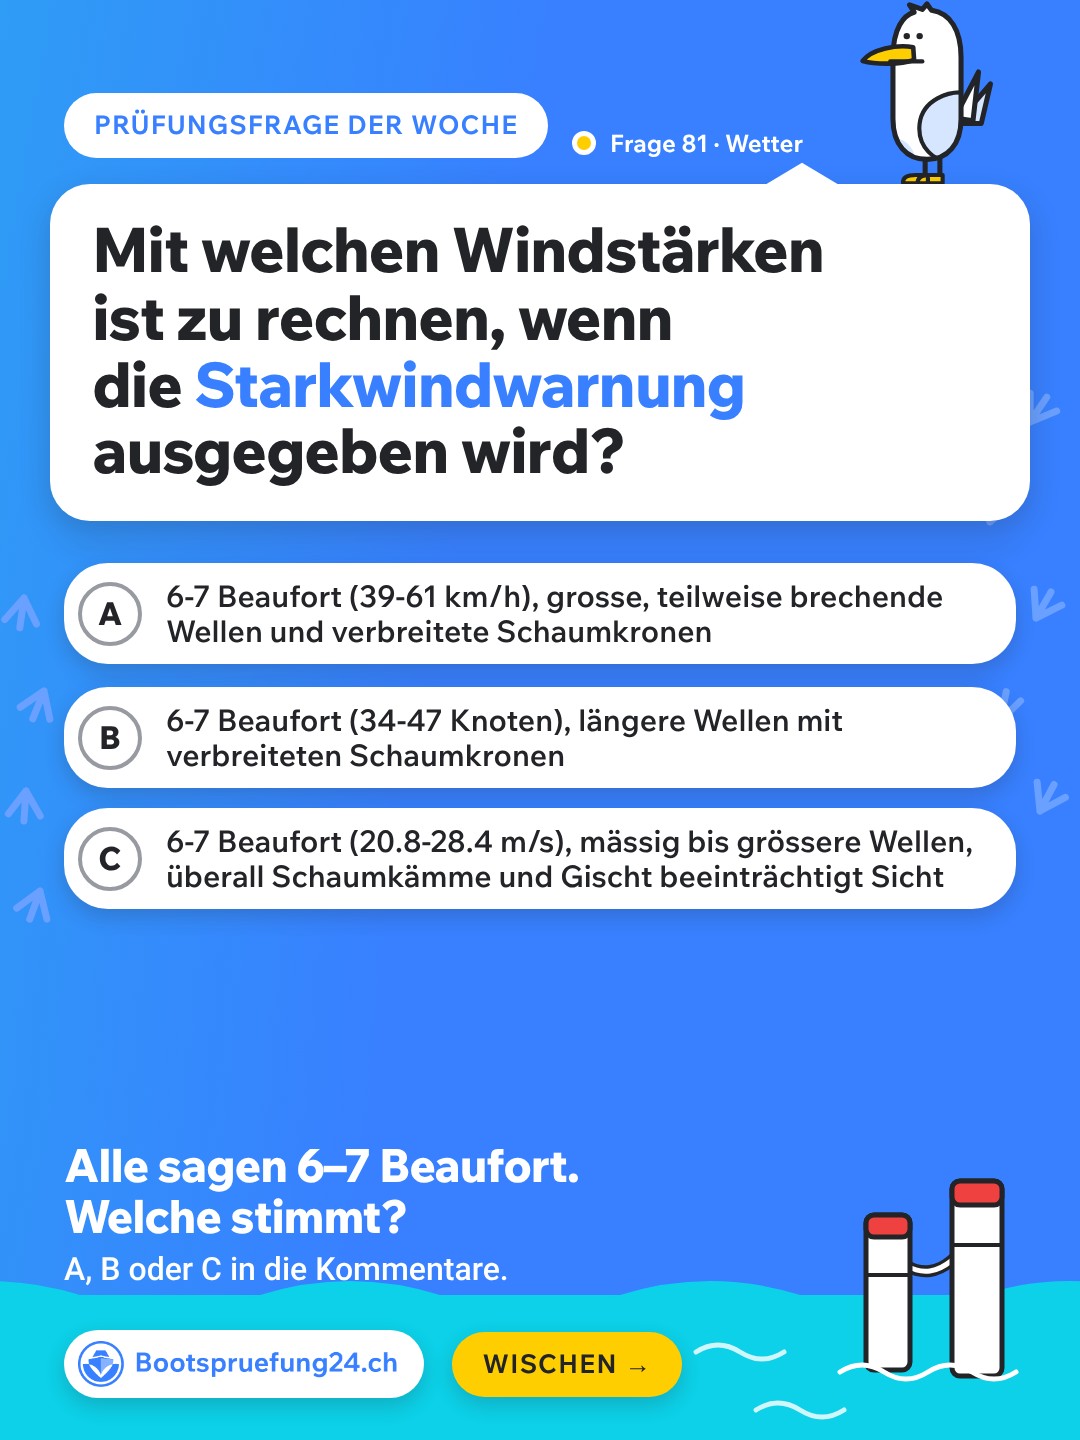 PRÜFUNGSFRAGE DER WOCHE
Frage 81 · Wetter
Mit welchen Windstärken
ist zu rechnen, wenn
die Starkwindwarnung
ausgegeben wird?
A
6-7 Beaufort (39-61 km/h), grosse, teilweise brechende
Wellen und verbreitete Schaumkronen
B
6-7 Beaufort (34-47 Knoten), längere Wellen mit
verbreiteten Schaumkronen
C
6-7 Beaufort (20.8-28.4 m/s), mässig bis grössere Wellen,
überall Schaumkämme und Gischt beeinträchtigt Sicht
Alle sagen 6–7 Beaufort.
Welche stimmt?
A, B oder C in die Kommentare.
Bootspruefung24.ch
WISCHEN →